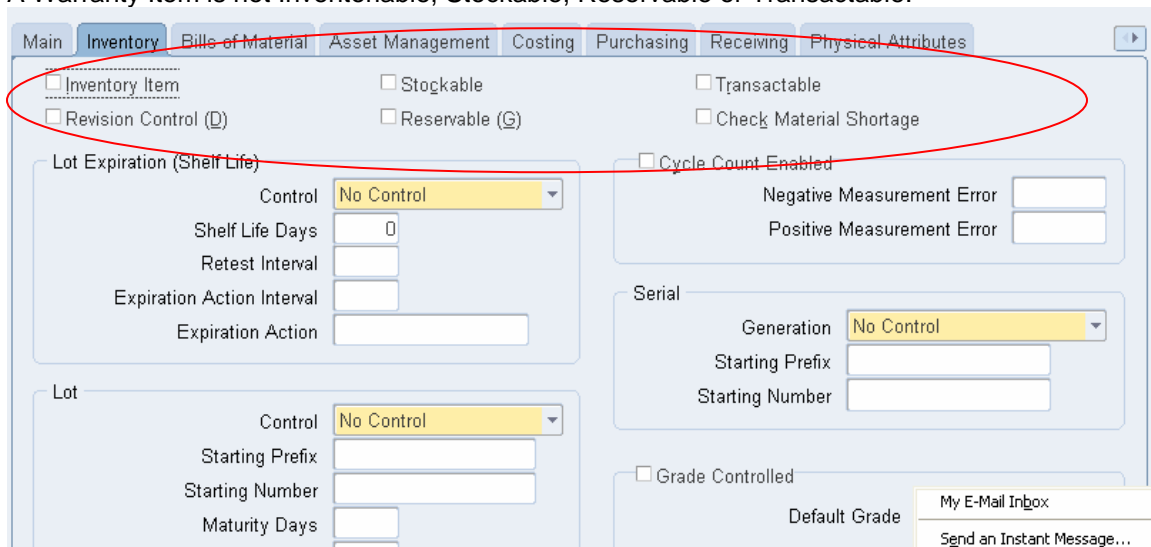 A Warranty Item is not Inventoriable, Stockable, Reservable or Transactable.
Main Inventory Bills of Material Asset Management Costing Purchasing Receiving Physical Attributes
Inventory Item Stockable Transactable
Revision Control (D) Reservable (G) Check Material Shortage
Lot Expiration (Shelf Life) Cycle Count Enabled
Control No Control Negative Measurement Error
Shelf Life Days 0 Positive Measurement Error
Retest Interval
Expiration Action Interval Serial
Expiration Action Generation No Control
Starting Prefix
Lot Starting Number
Control No Control
Starting Prefix
Starting Number Grade Controlled
Maturity Days Default Grade
My E-Mail Inbox
Send an Instant Message...